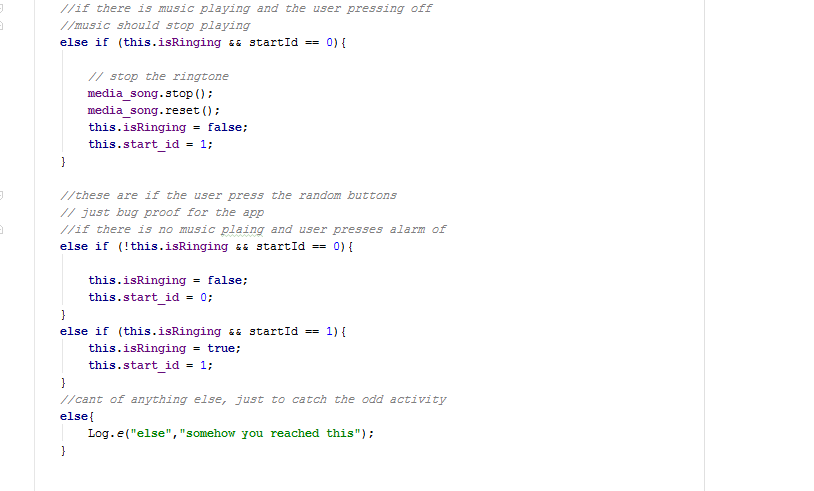 //if there is music playing and the user pressing off
//music should stop playing
else if (this.isRinging && startId == 0){
// stop the ringtone
media_song.stop();
media_song.reset();
this.isRinging = false;
this.start_id = 1;
}
//these are if the user press the random buttons
// just bug proof for the app
//if there is no music plaing and user presses alarm of
else if (!this.isRinging && startId == 0){
this.isRinging = false;
this.start_id = 0;
}
else if (this.isRinging && startId == 1){
this.isRinging = true;
this.start_id = 1;
}
//cant of anything else, just to catch the odd activity
else{
Log.e("else","somehow you reached this");
}